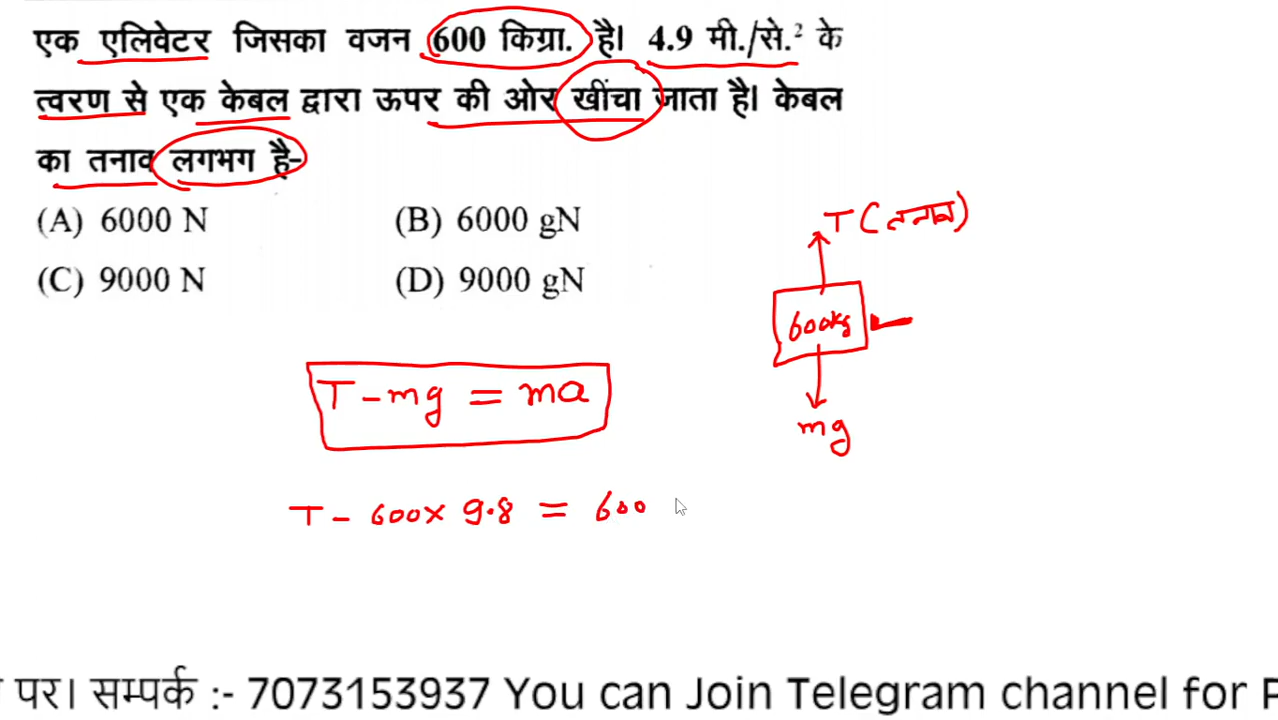 एक एलिवेटर जिसका वजन 600 किग्रा. है। 4.9 मी./से.² के
त्वरण से एक केबल द्वारा ऊपर की ओर खींचा जाता है। केबल
का तनाव लगभग है-
(A) 6000 N (B) 6000 gN
(C) 9000 N (D) 9000 gN
T (तनाव)
600kg
mg
T - mg = ma
T - 600 × 9.8 = 600
पर। सम्पर्क :- 7073153937 You can Join Telegram channel for P